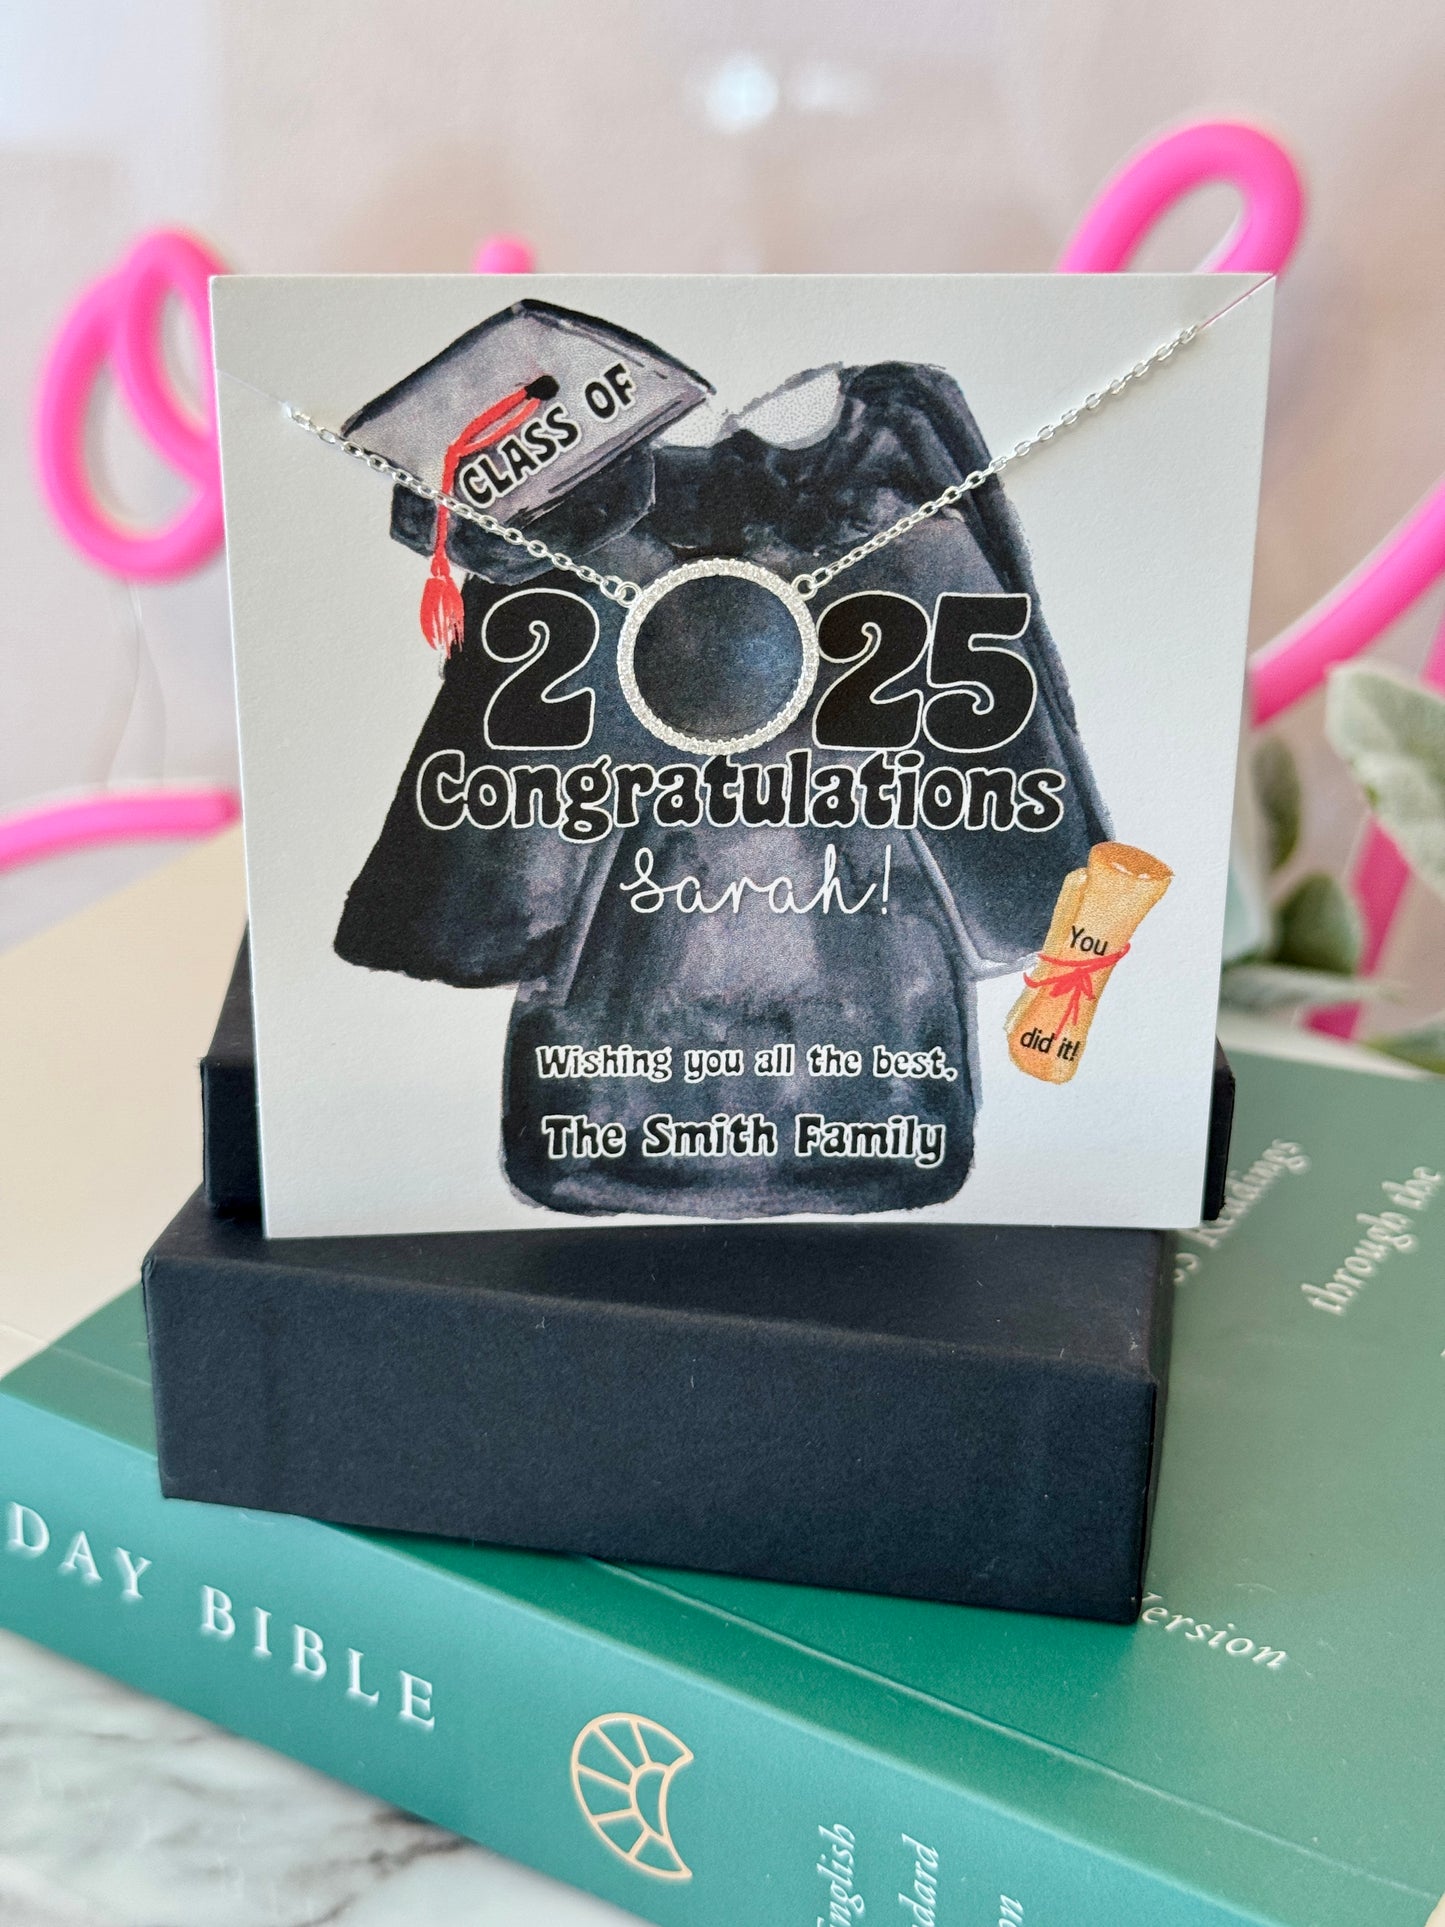 CLASS OF
2025
Congratulations
Sarah!
You
did it!
Wishing you all the best,
The Smith Family
Readings
through the
Version
DAY BIBLE
English